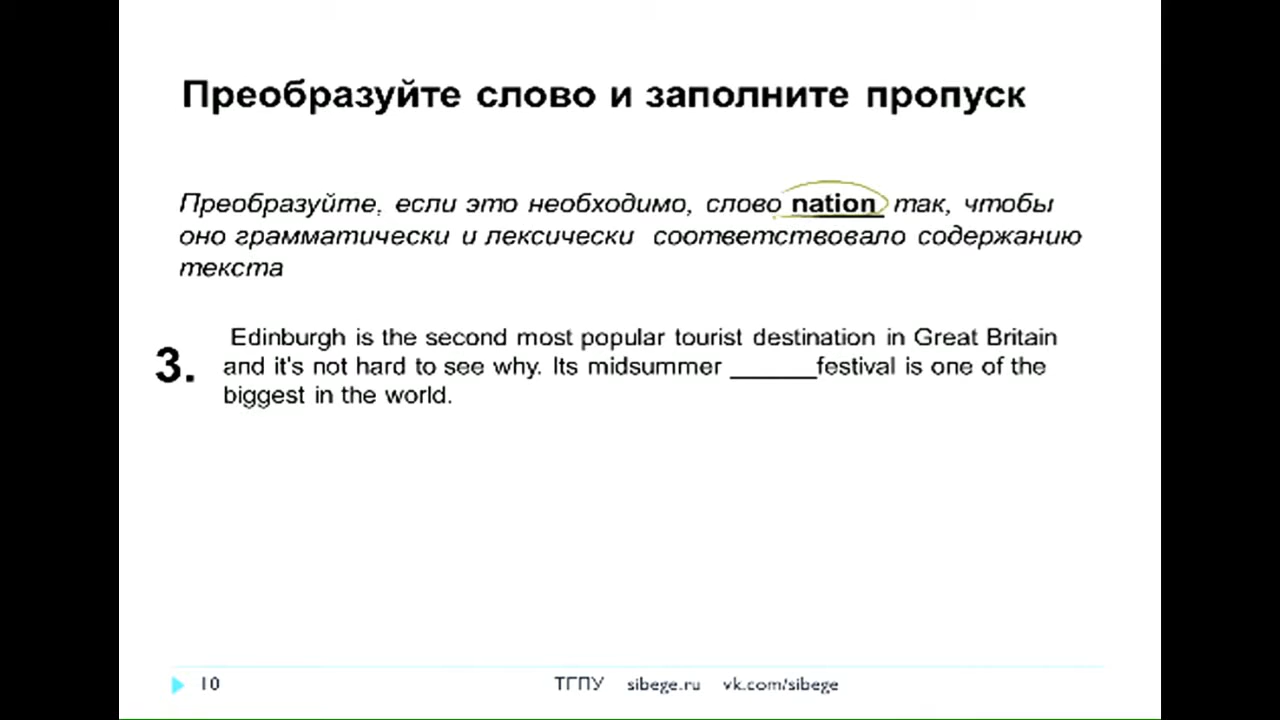 Преобразуйте слово и заполните пропуск
Преобразуйте, если это необходимо, слово nation так, чтобы
оно грамматически и лексически соответствовало содержанию
текста
3.
Edinburgh is the second most popular tourist destination in Great Britain
and it's not hard to see why. Its midsummer _______festival is one of the
biggest in the world.
10 ТГПУ sibege.ru vk.com/sibege